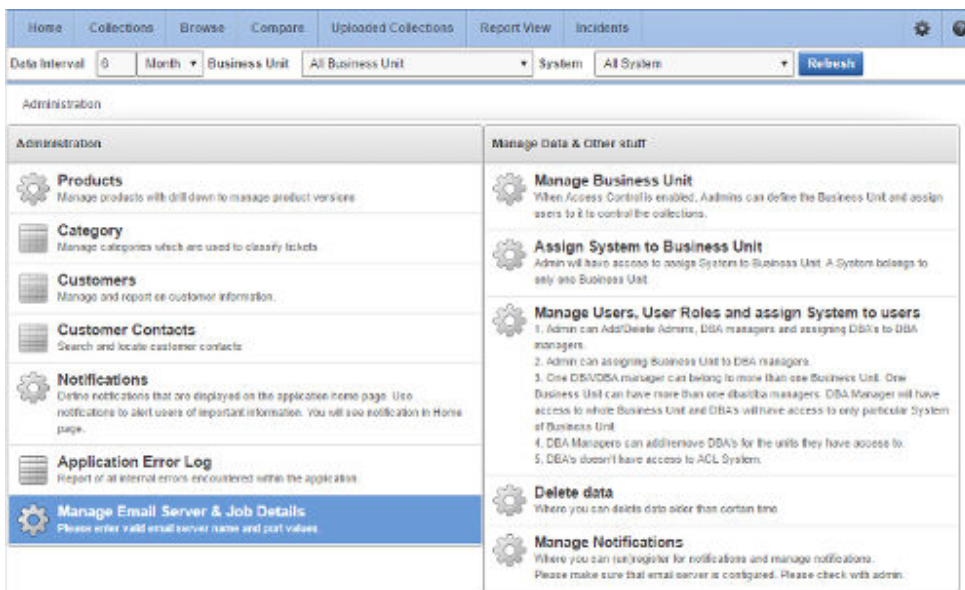 Home Collections Browse Compare Uploaded Collections Report View Incidents
Data Interval 6 Month Business Unit All Business Unit System All System Refresh
Administration
Administration
Products
Manage products with drill down to manage product versions
Category
Manage categories which are used to classify tickets
Customers
Manage and report on customer information.
Customer Contacts
Search and locate customer contacts
Notifications
Define notifications that are displayed on the application home page. Use
notifications to alert users of important information. You will see notification in Home
page.
Application Error Log
Report of all internal errors encountered within the application.
Manage Email Server & Job Details
Please enter valid email server name and port values.
Manage Data & Other stuff
Manage Business Unit
When Access Control is enabled, Aadmins can define the Business Unit and assign
users to it to control the collections.
Assign System to Business Unit
Admin will have access to assign System to Business Unit. A System belongs to
only one Business Unit
Manage Users, User Roles and assign System to users
1. Admin can Add/Delete Admins, DBA managers and assigning DBA's to DBA
managers.
2. Admin can assigning Business Unit to DBA managers.
3. One DBA/DBA manager can belong to more than one Business Unit. One
Business Unit can have more than one dba/dba managers. DBA Manager will have
access to whole Business Unit and DBA's will have access to only particular System
of Business Unit
4. DBA Managers can add/remove DBA's for the units they have access to.
5. DBA's doesn't have access to ACL System.
Delete data
Where you can delete data older than certain time.
Manage Notifications
Where you can (un)register for notifications and manage notifications.
Please make sure that email server is configured. Please check with admin.